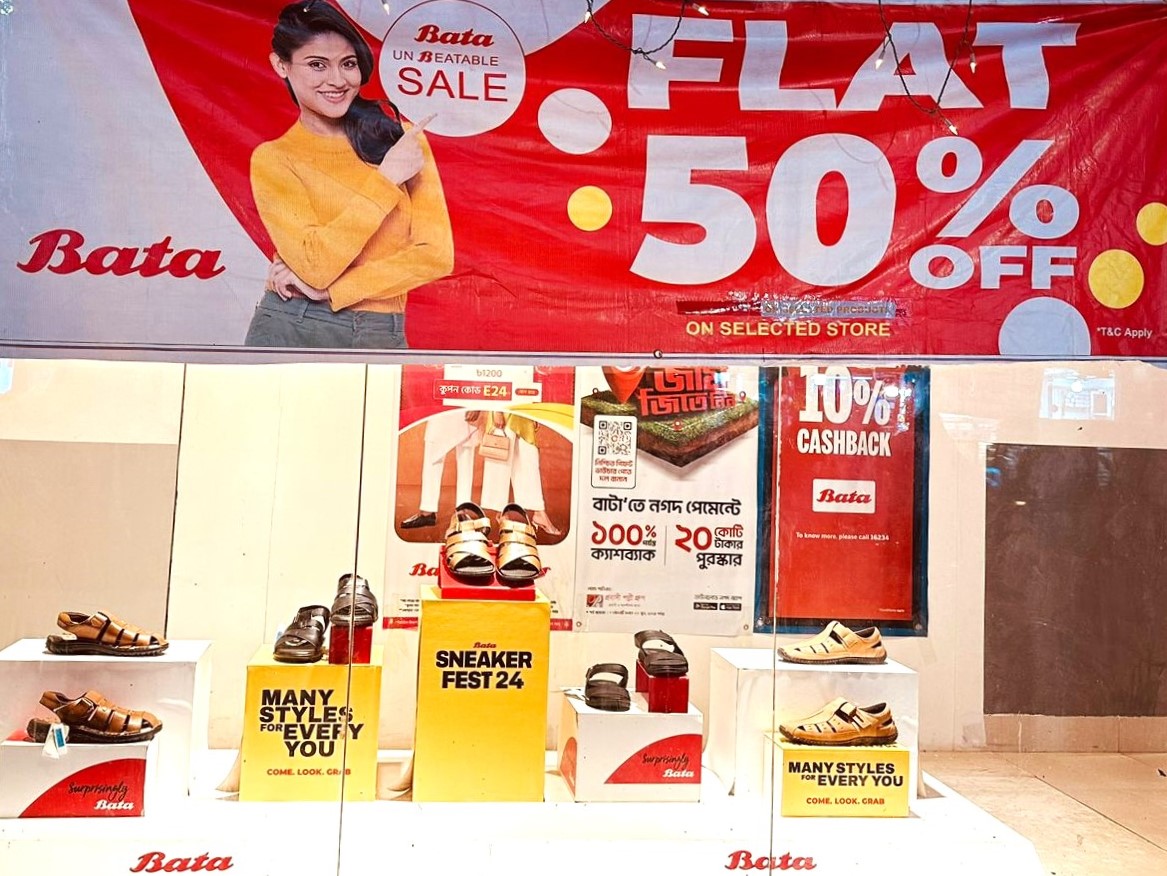 Bata
UN BEATABLE
SALE
FLAT
50%
OFF
Bata
ON SELECTED STORE
*T&C Apply
৳1200
কুপন কোড E24
জমি
জিতে নিন
10%
CASHBACK
Bata
To know more, please call 16234
নিশ্চিত গিফট
বাটা'তে নগদ পেমেন্টে
১০০%
ক্যাশব্যাক
২০ কোটি
টাকার
পুরস্কার
Bata
SNEAKER
FEST 24
MANY
STYLES
FOR EVERY
YOU
COME. LOOK. GRAB
Surprisingly
Bata
Surprisingly
Bata
MANY STYLES
FOR EVERY YOU
COME. LOOK. GRAB
Bata
Bata